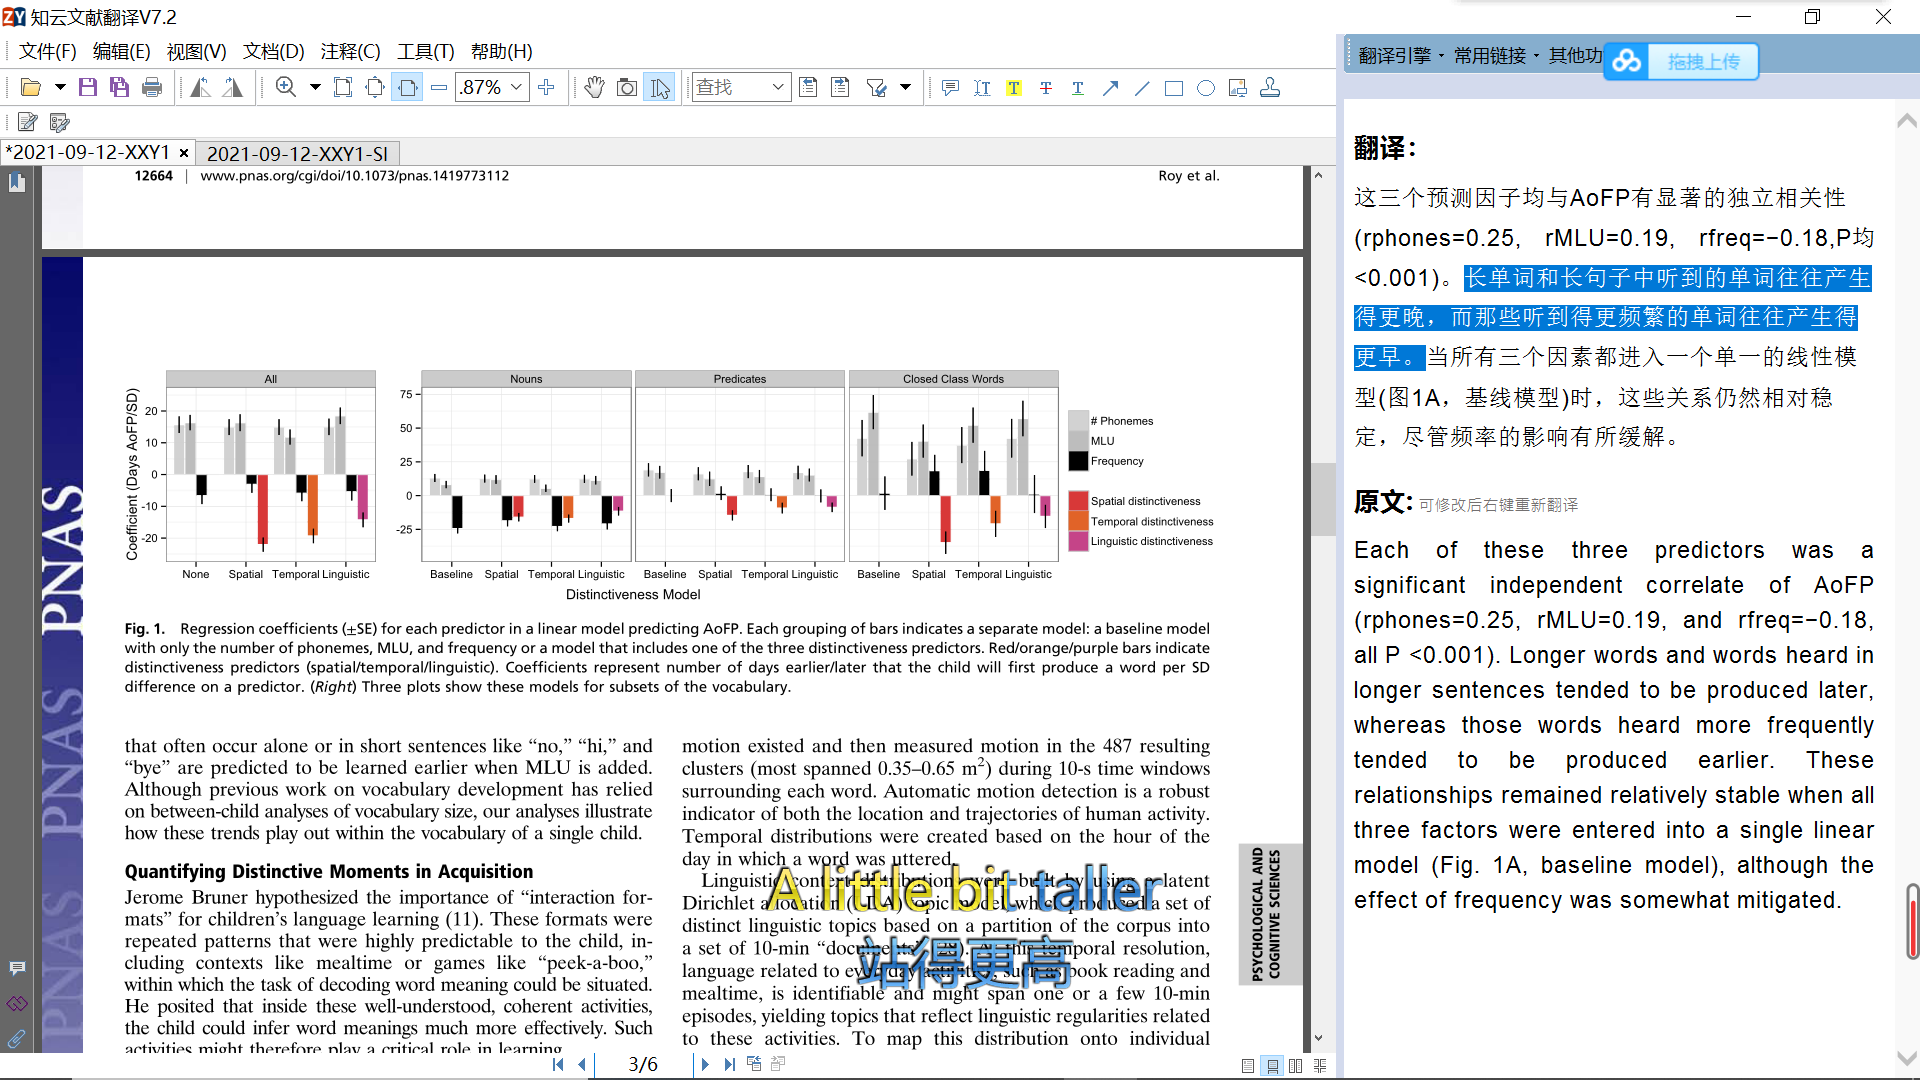 知云文献翻译V7.2
文件(F) 编辑(E) 视图(V) 文档(D) 注释(C) 工具(T) 帮助(H)
翻译引擎 常用链接 其他功
拖拽上传
.87%
查找
*2021-09-12-XXY1 ×
2021-09-12-XXY1-SI
12664 | www.pnas.org/cgi/doi/10.1073/pnas.1419773112
Roy et al.
PNAS PNAS PNAS
All
Nouns
Predicates
Closed Class Words
Coefficient (Days AoFP/SD)
20
10
0
-10
-20
75
50
25
0
-25
None Spatial Temporal Linguistic
Baseline Spatial Temporal Linguistic
Baseline Spatial Temporal Linguistic
Baseline Spatial Temporal Linguistic
Distinctiveness Model
# Phonemes
MLU
Frequency
Spatial distinctiveness
Temporal distinctiveness
Linguistic distinctiveness
Fig. 1. Regression coefficients (±SE) for each predictor in a linear model predicting AoFP. Each grouping of bars indicates a separate model: a baseline model
with only the number of phonemes, MLU, and frequency or a model that includes one of the three distinctiveness predictors. Red/orange/purple bars indicate
distinctiveness predictors (spatial/temporal/linguistic). Coefficients represent number of days earlier/later that the child will first produce a word per SD
difference on a predictor. (Right) Three plots show these models for subsets of the vocabulary.
that often occur alone or in short sentences like “no,” “hi,” and
“bye” are predicted to be learned earlier when MLU is added.
Although previous work on vocabulary development has relied
on between-child analyses of vocabulary size, our analyses illustrate
how these trends play out within the vocabulary of a single child.
Quantifying Distinctive Moments in Acquisition
Jerome Bruner hypothesized the importance of “interaction for-
mats” for children’s language learning (11). These formats were
repeated patterns that were highly predictable to the child, in-
cluding contexts like mealtime or games like “peek-a-boo,”
within which the task of decoding word meaning could be situated.
He posited that inside these well-understood, coherent activities,
the child could infer word meanings much more effectively. Such
activities might therefore play a critical role in learning.
motion existed and then measured motion in the 487 resulting
clusters (most spanned 0.35–0.65 m2) during 10-s time windows
surrounding each word. Automatic motion detection is a robust
indicator of both the location and trajectories of human activity.
Temporal distributions were created based on the hour of the
day in which a word was uttered.
Linguistic context distributions were built by using a latent
Dirichlet allocation (LDA) topic model, which produced a set of
distinct linguistic topics based on a partition of the corpus into
a set of 10-min “documents” At this temporal resolution,
language related to everyday activities, such as book reading and
mealtime, is identifiable and might span one or a few 10-min
episodes, yielding topics that reflect linguistic regularities related
to these activities. To map this distribution onto individual
A little bit taller
站得更高
PSYCHOLOGICAL AND
COGNITIVE SCIENCES
3/6
翻译：
这三个预测因子均与AoFP有显著的独立相关性
(rphones=0.25, rMLU=0.19, rfreq=−0.18,P均
<0.001)。长单词和长句子中听到的单词往往产生
得更晚，而那些听到得更频繁的单词往往产生得
更早。当所有三个因素都进入一个单一的线性模
型(图1A，基线模型)时，这些关系仍然相对稳
定，尽管频率的影响有所缓解。
原文: 可修改后右键重新翻译
Each of these three predictors was a
significant independent correlate of AoFP
(rphones=0.25, rMLU=0.19, and rfreq=−0.18,
all P <0.001). Longer words and words heard in
longer sentences tended to be produced later,
whereas those words heard more frequently
tended to be produced earlier. These
relationships remained relatively stable when all
three factors were entered into a single linear
model (Fig. 1A, baseline model), although the
effect of frequency was somewhat mitigated.